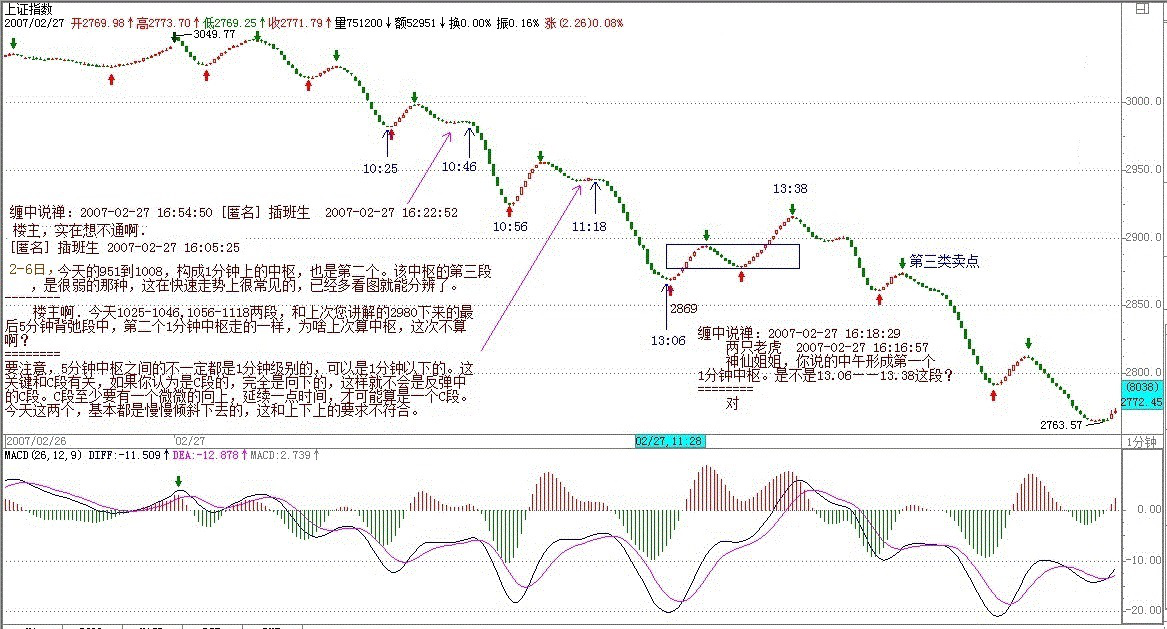 上证指数
2007/02/27 开2769.98↑高2773.70↑低2769.25↑收2771.79↑量751200↓额52951↓换0.00% 振0.16% 涨(2.26)0.08%
3049.77
3000.0
2950.0
2900.0
2850.0
2800.0
(8038)
2772.45
10:25
10:46
10:56
11:18
13:38
第三类卖点
2869
13:06
2763.57
缠中说禅：2007-02-27 16:54:50 [匿名] 插班生 2007-02-27 16:22:52
楼主，实在想不通啊．
[匿名] 插班生 2007-02-27 16:05:25
2-6日，今天的951到1008，构成1分钟上的中枢，也是第二个。该中枢的第三段
，是很弱的那种，这在快速走势上很常见的，已经多看图就能分辨了。
--------
楼主啊．今天1025-1046,1056-1118两段，和上次您讲解的2980下来的最
后5分钟背弛段中，第二个1分钟中枢走的一样，为啥上次算中枢，这次不算
啊？
========
要注意，5分钟中枢之间的不一定都是1分钟级别的，可以是1分钟以下的。这
关键和C段有关，如果你认为是C段的，完全是向下的，这样就不会是反弹中
的C段。C段至少要有一个微微的向上，延续一点时间，才可能算是一个C段。
今天这两个，基本都是慢慢倾斜下去的，这和上下上的要求不符合。
缠中说禅：2007-02-27 16:18:29
两只老虎 2007-02-27 16:16:57
神仙姐姐，你说的中午形成第一个
1分钟中枢。是不是13.06一一13.38这段？
========
对
2007/02/26
02/27
02/27,11:28
1分钟
MACD(26,12,9) DIFF:-11.509↑DEA:-12.878↑MACD:2.739↑
0.00
-10.00
-20.00